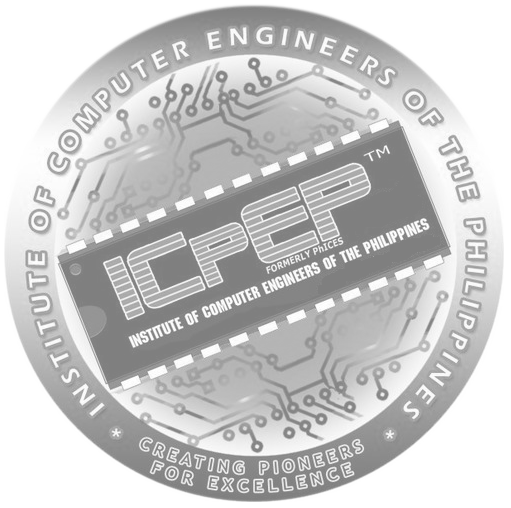 INSTITUTE OF COMPUTER ENGINEERS OF THE PHILIPPINES
ICpEP™
FORMERLY PhICES
INSTITUTE OF COMPUTER ENGINEERS OF THE PHILIPPINES
* CREATING PIONEERS *
FOR EXCELLENCE